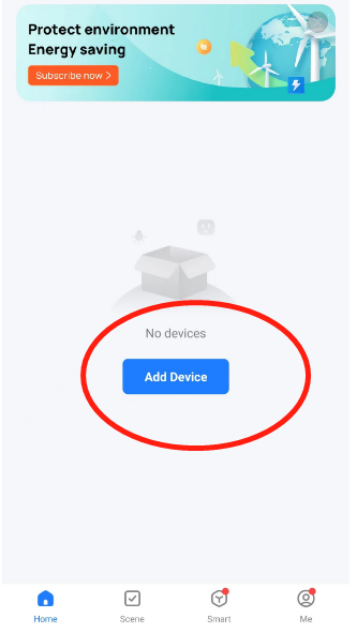 Protect environment
Energy saving
Subscribe now >
No devices
Add Device
Home Scene Smart Me